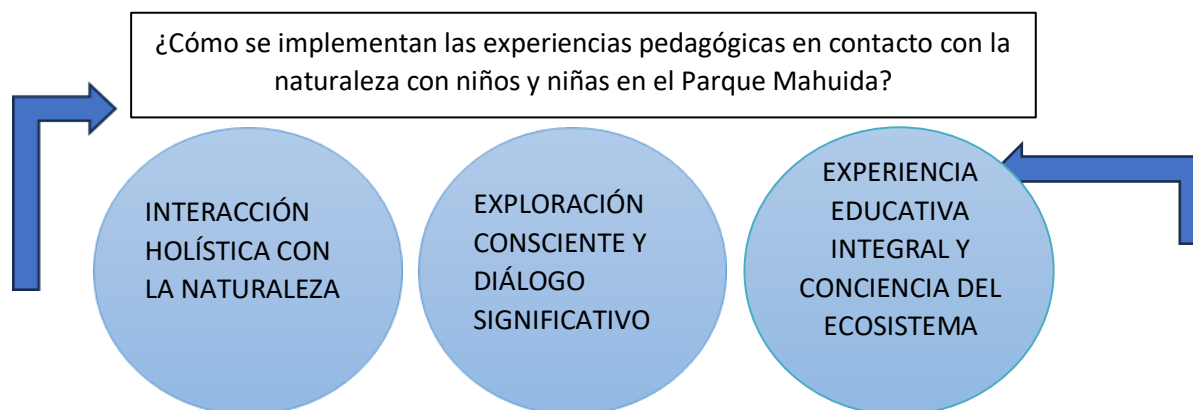 ¿Cómo se implementan las experiencias pedagógicas en contacto con la
naturaleza con niños y niñas en el Parque Mahuida?
INTERACCIÓN
HOLÍSTICA CON
LA NATURALEZA
EXPLORACIÓN
CONSCIENTE Y
DIÁLOGO
SIGNIFICATIVO
EXPERIENCIA
EDUCATIVA
INTEGRAL Y
CONCIENCIA DEL
ECOSISTEMA